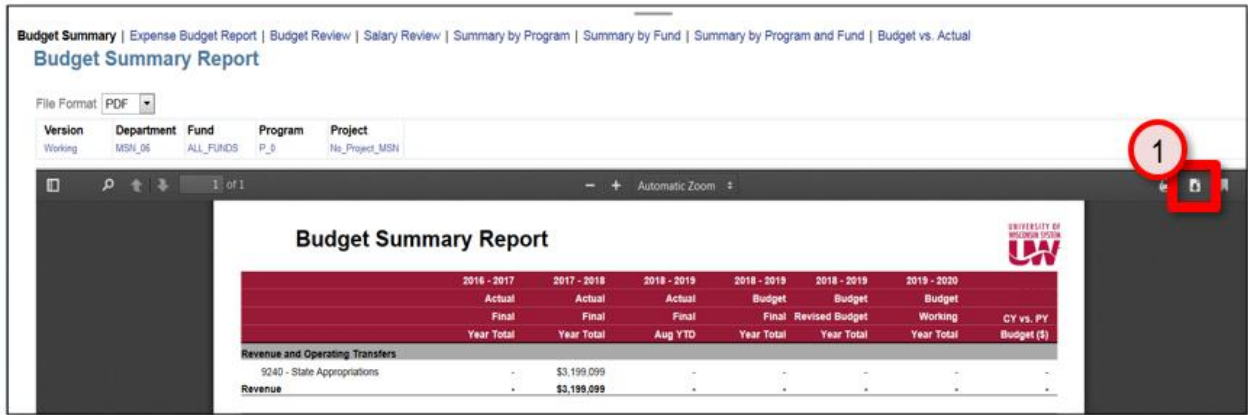 Budget Summary | Expense Budget Report | Budget Review | Salary Review | Summary by Program | Summary by Fund | Summary by Program and Fund | Budget vs. Actual
Budget Summary Report
File Format PDF
Version Department Fund Program Project
Working MSN_06 ALL_FUNDS P_0 No_Project_MSN
1
1 of 1 Automatic Zoom
Budget Summary Report
UNIVERSITY OF
WISCONSIN SYSTEM
UW
2016 - 2017 2017 - 2018 2018 - 2019 2018 - 2019 2018 - 2019 2019 - 2020
Actual Actual Actual Budget Budget Budget
Final Final Final Final Revised Budget Working CY vs. PY
Year Total Year Total Aug YTD Year Total Year Total Year Total Budget ($)
Revenue and Operating Transfers
9240 - State Appropriations - $3,199,099 - - - - -
Revenue - $3,199,099 - - - - -